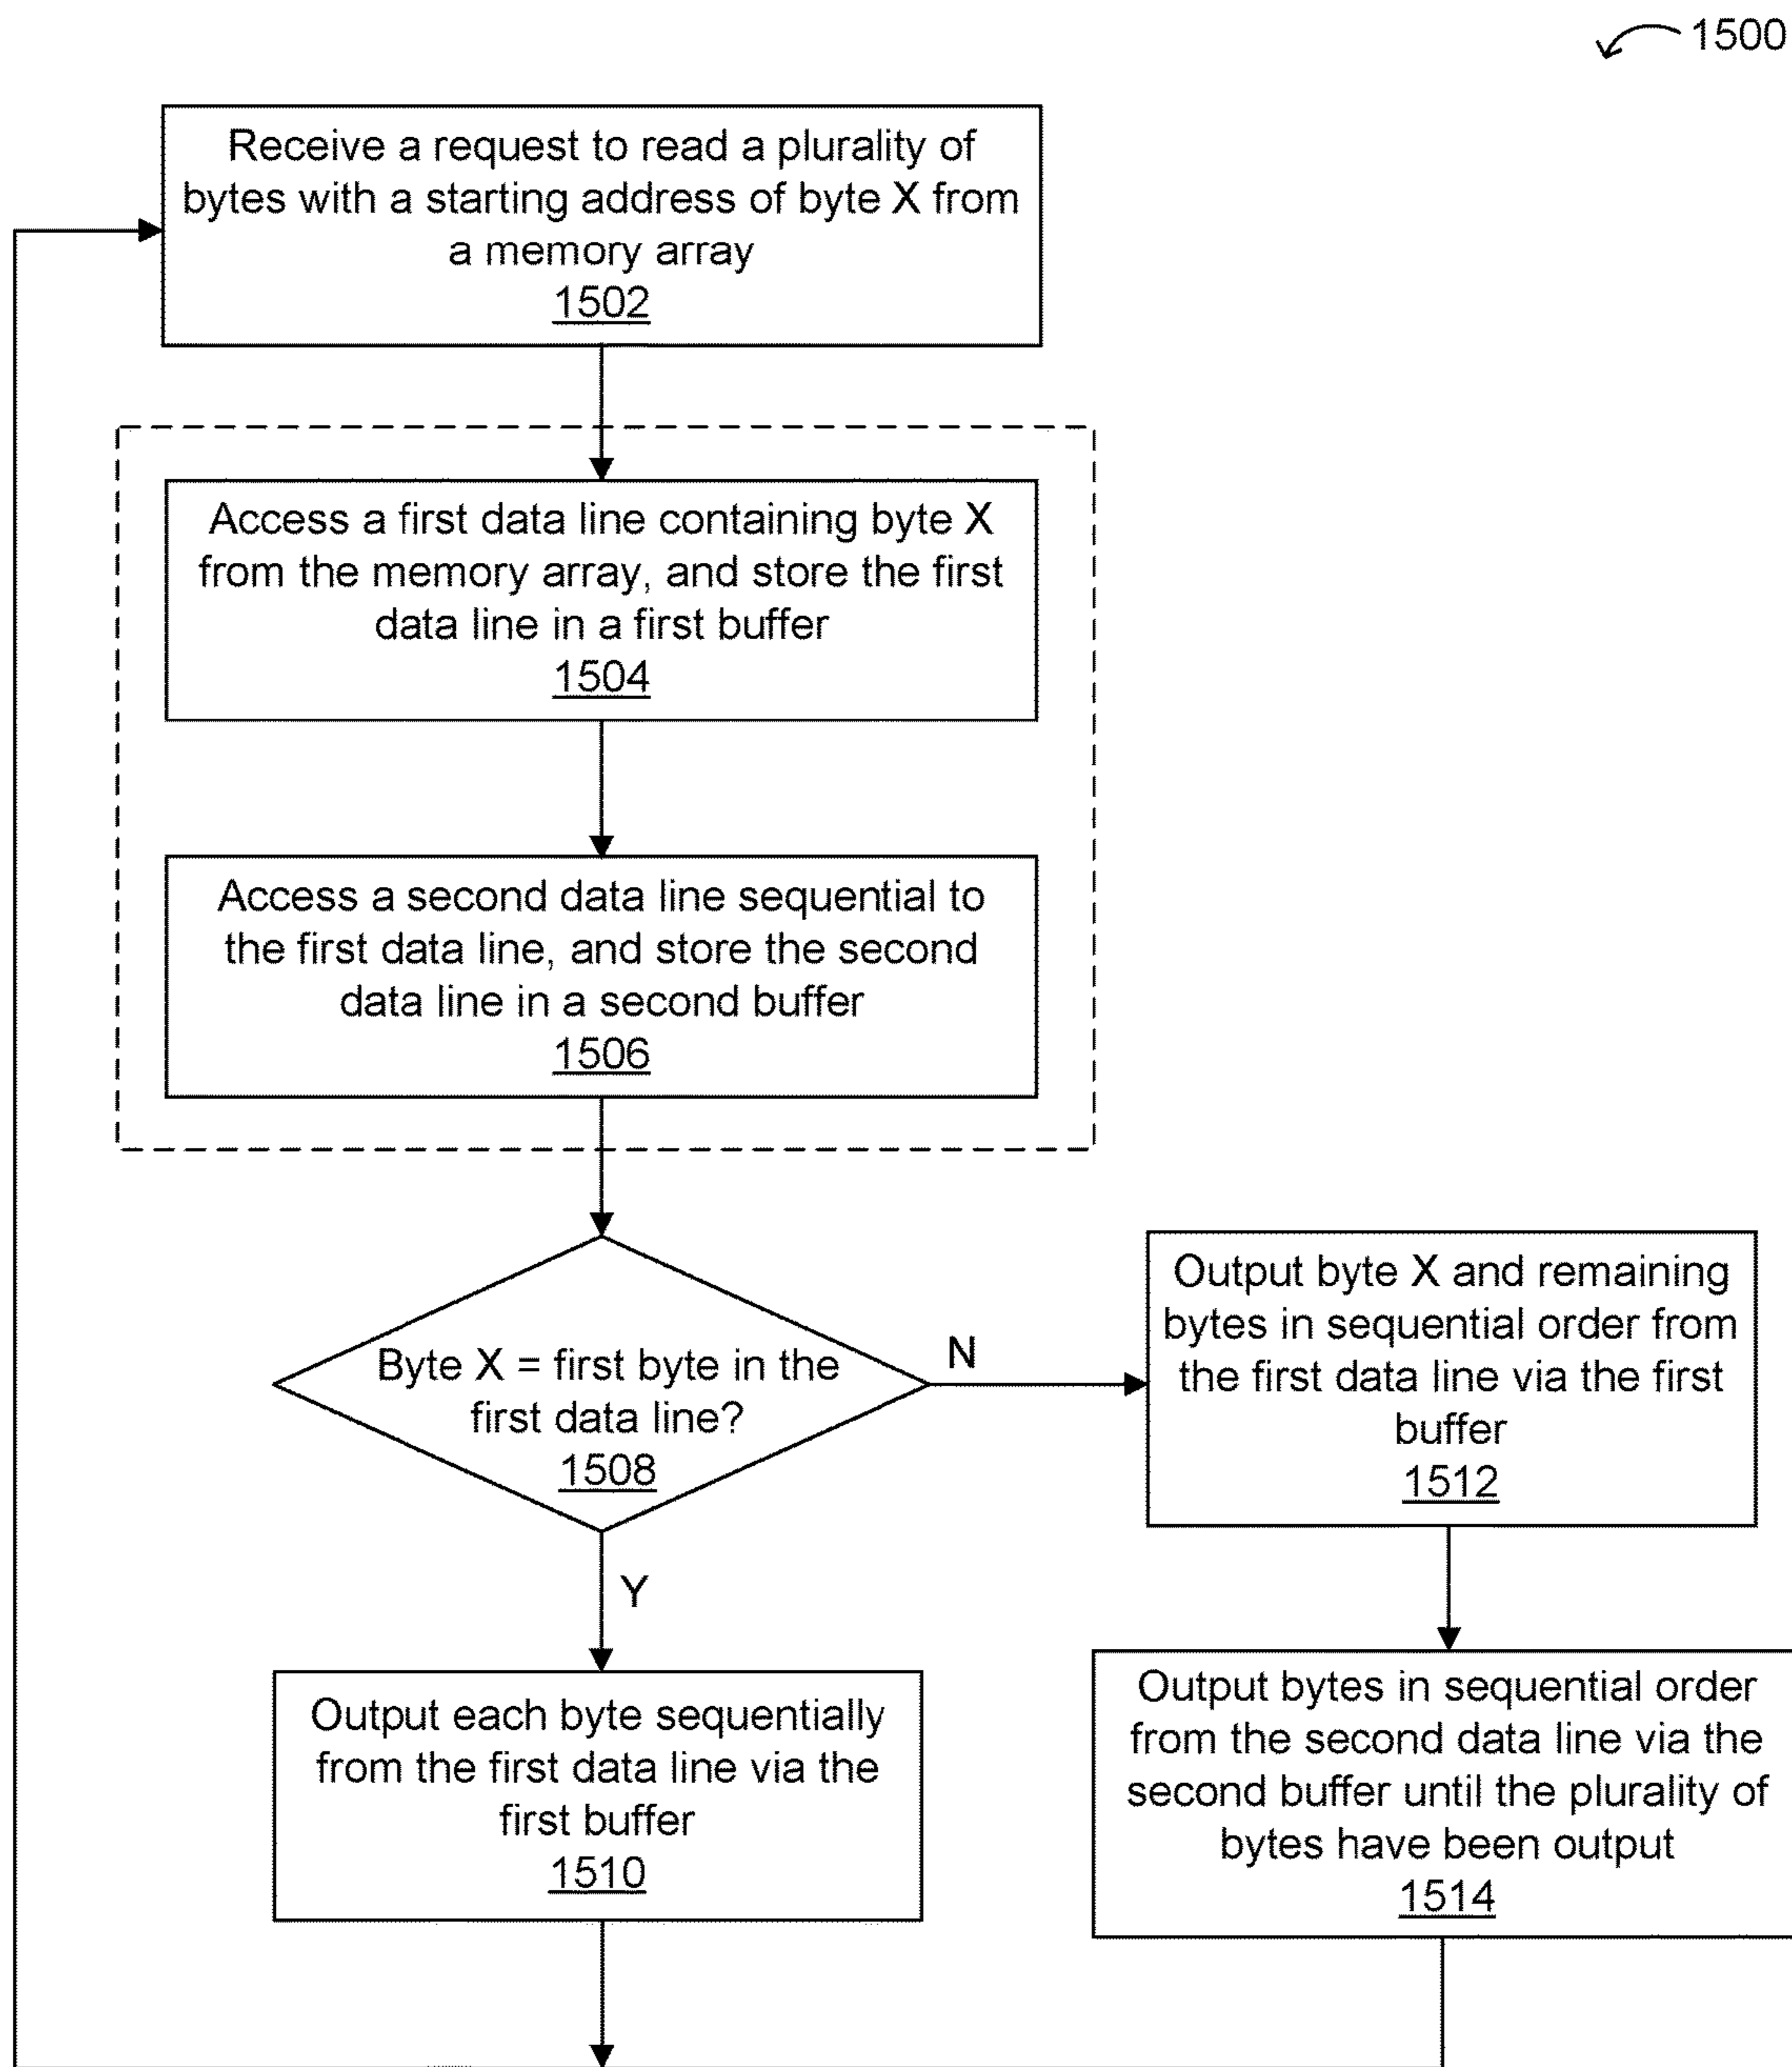 1500
Receive a request to read a plurality of
bytes with a starting address of byte X from
a memory array
1502
Access a first data line containing byte X
from the memory array, and store the first
data line in a first buffer
1504
Access a second data line sequential to
the first data line, and store the second
data line in a second buffer
1506
Byte X = first byte in the
first data line?
1508
N
Y
Output byte X and remaining
bytes in sequential order from
the first data line via the first
buffer
1512
Output each byte sequentially
from the first data line via the
first buffer
1510
Output bytes in sequential order
from the second data line via the
second buffer until the plurality of
bytes have been output
1514